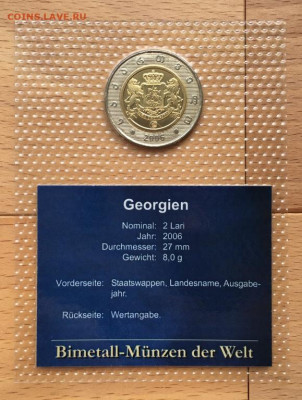 COINS.LAVE.RU
2006
Georgien
Nominal: 2 Lari
Jahr: 2006
Durchmesser: 27 mm
Gewicht: 8,0 g
Vorderseite: Staatswappen, Landesname, Ausgabe-
jahr.
Rückseite: Wertangabe.
Bimetall-Münzen der Welt